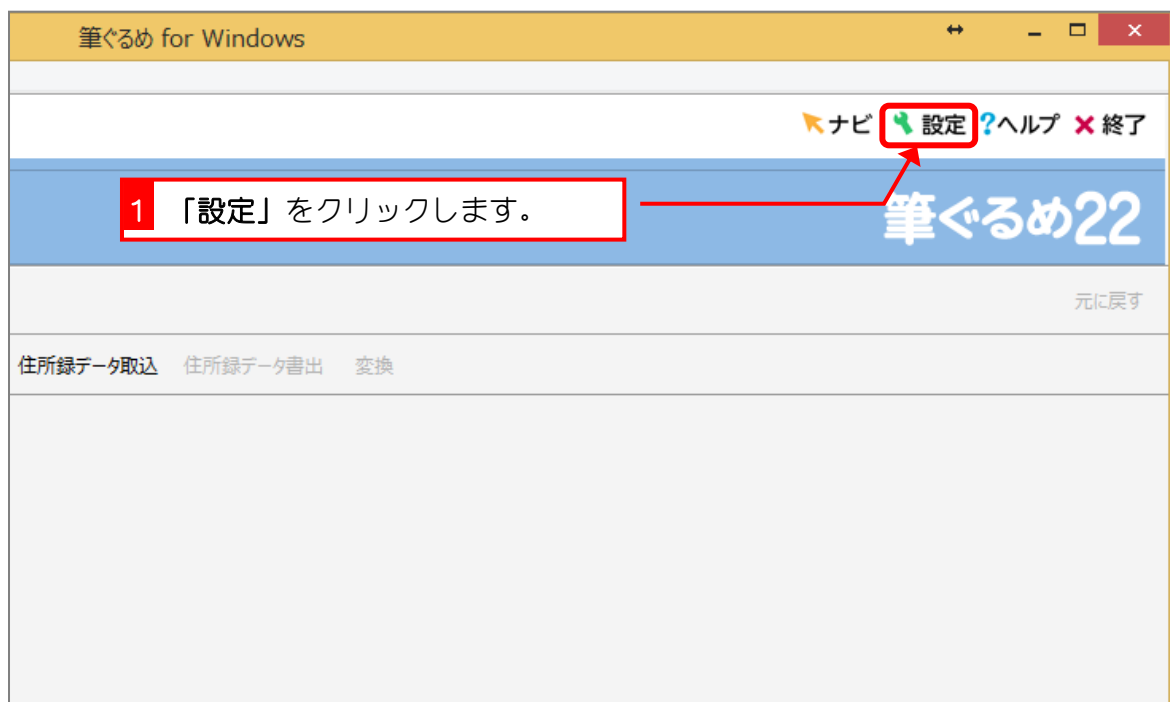 筆ぐるめ for Windows
ナビ 設定 ?ヘルプ 終了
1 「設定」をクリックします。
筆ぐるめ22
元に戻す
住所録データ取込 住所録データ書出 変換